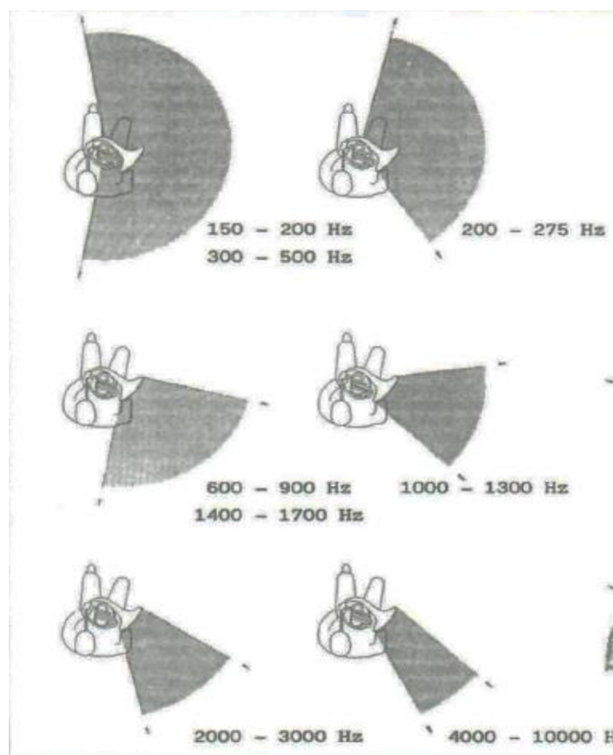 150 - 200 Hz
300 - 500 Hz
200 - 275 Hz
600 - 900 Hz
1400 - 1700 Hz
1000 - 1300 Hz
2000 - 3000 Hz
4000 - 10000 H